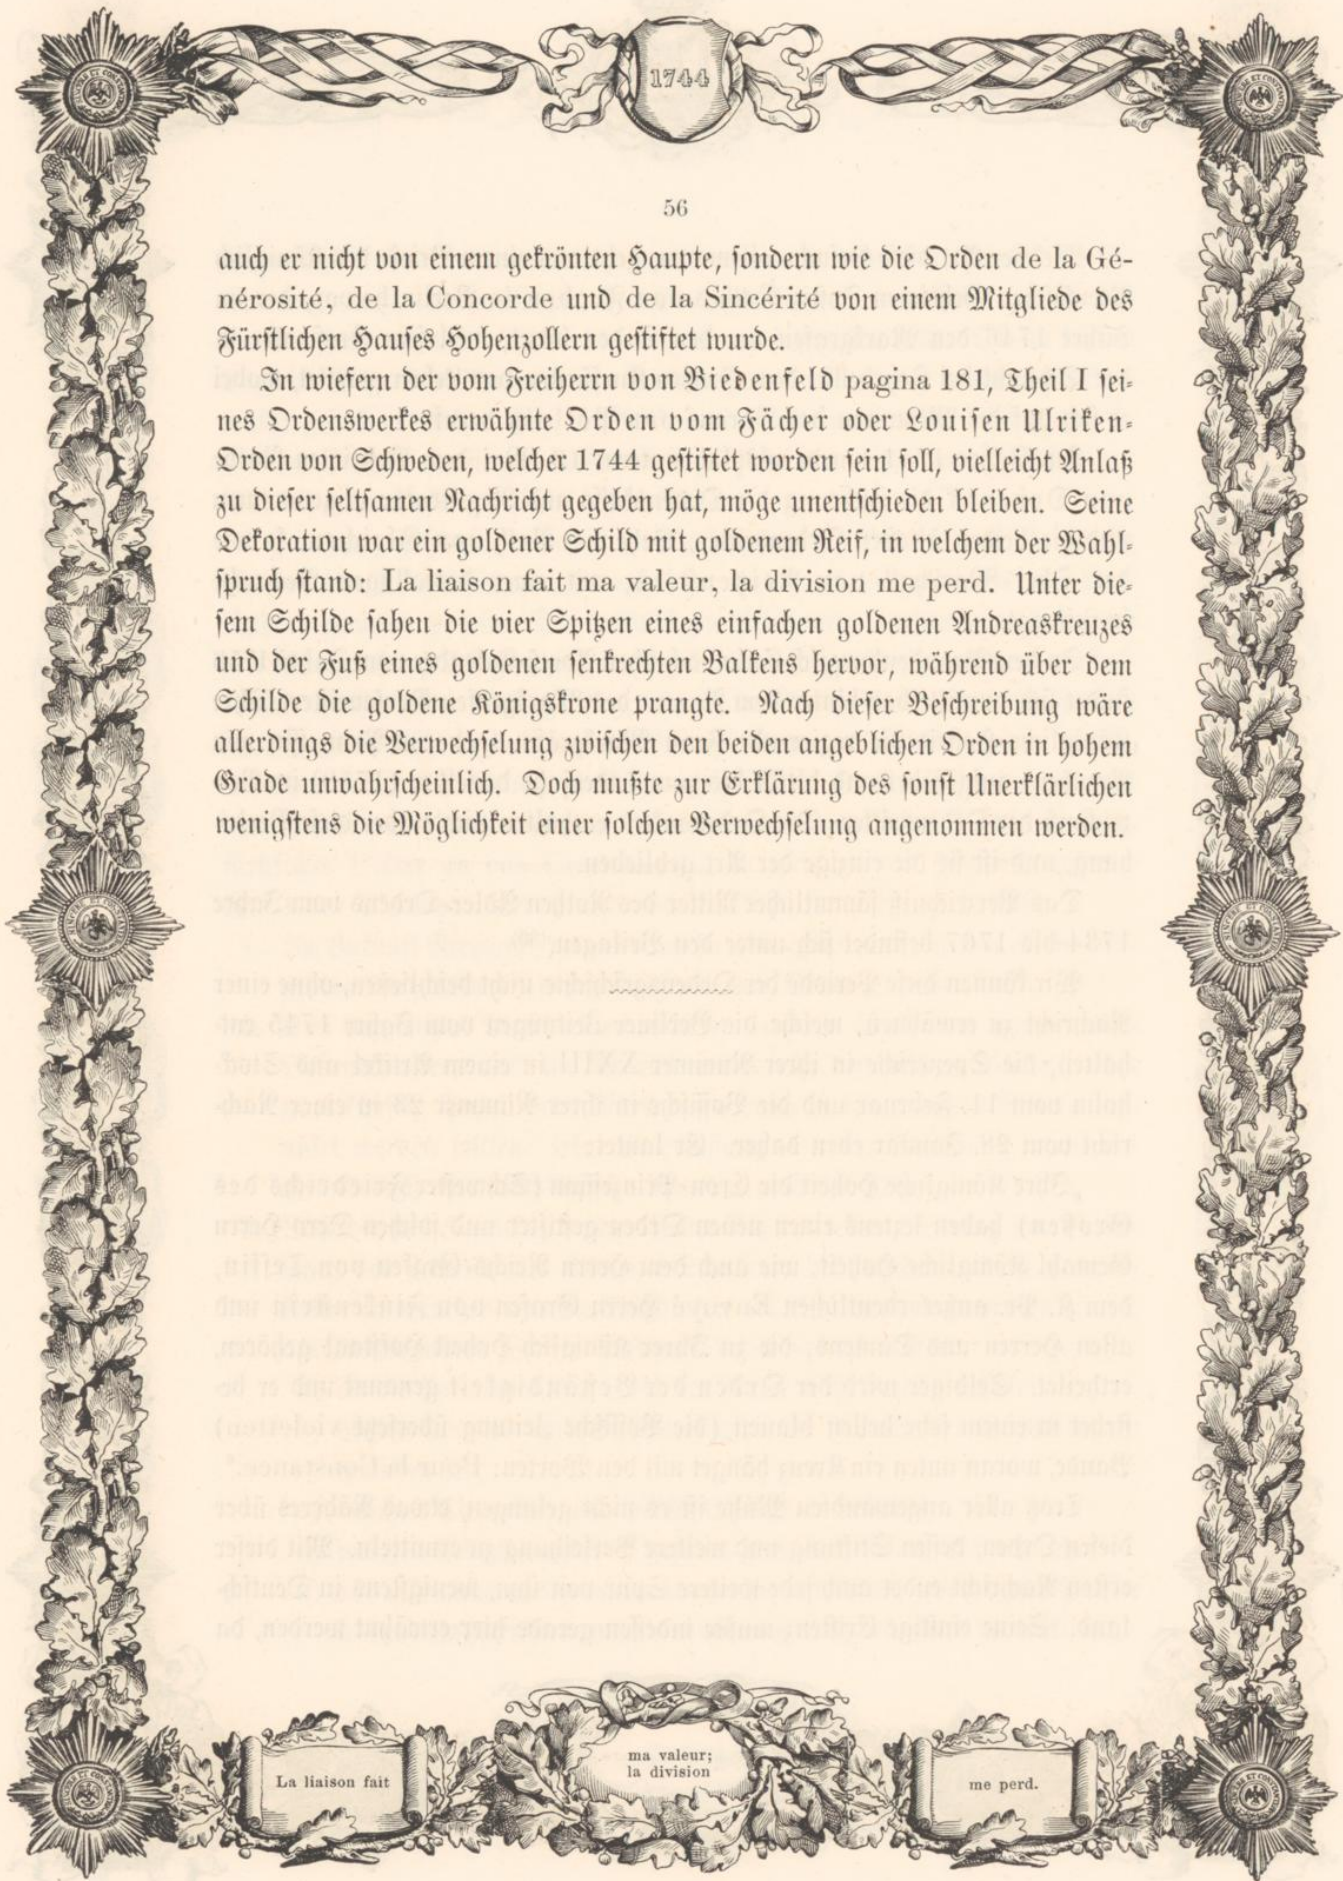 1744
56
auch er nicht von einem gekrönten Haupte, sondern wie die Orden de la Gé-
nérosité, de la Concorde und de la Sincérité von einem Mitgliede des
Fürstlichen Hauses Hohenzollern gestiftet wurde.
In wiefern der vom Freiherrn von Biedenfeld pagina 181, Theil I sei-
nes Ordenswerkes erwähnte Orden vom Fächer oder Louisen Ulriken-
Orden von Schweden, welcher 1744 gestiftet worden sein soll, vielleicht Anlaß
zu dieser seltsamen Nachricht gegeben hat, möge unentschieden bleiben. Seine
Dekoration war ein goldener Schild mit goldenem Reif, in welchem der Wahl-
spruch stand: La liaison fait ma valeur, la division me perd. Unter die-
sem Schilde sahen die vier Spitzen eines einfachen goldenen Andreaskreuzes
und der Fuß eines goldenen senkrechten Balkens hervor, während über dem
Schilde die goldene Königskrone prangte. Nach dieser Beschreibung wäre
allerdings die Verwechselung zwischen den beiden angeblichen Orden in hohem
Grade unwahrscheinlich. Doch mußte zur Erklärung des sonst Unerklärlichen
wenigstens die Möglichkeit einer solchen Verwechselung angenommen werden.
La liaison fait
ma valeur;
la division
me perd.